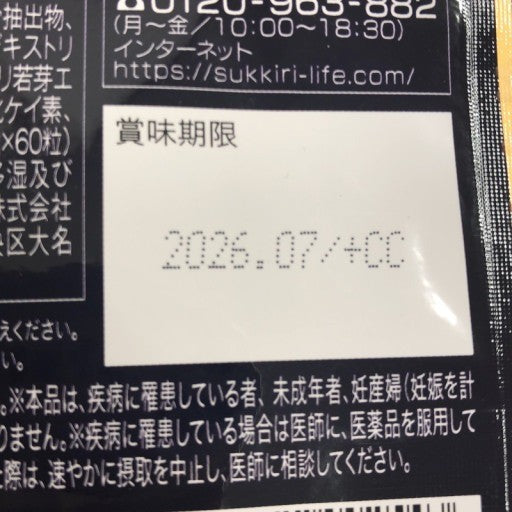 抽出物、
キストリ
リ若芽エ
ケイ素、
×60粒)
多湿及び
株式会社
央区大名
0120-963-882
(月～金/10:00～18:30)
インターネット
https://sukkiri-life.com/
賞味期限
2026.07/+CC
えください。
い。
。※本品は、疾病に罹患している者、未成年者、妊産婦(妊娠を計
りません。※疾病に罹患している場合は医師に、医薬品を服用して
際は、速やかに摂取を中止し、医師に相談してください。